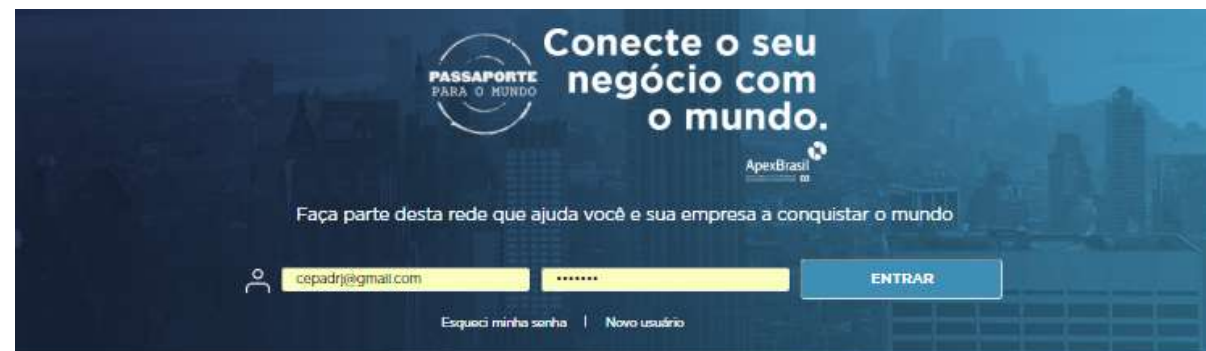 Conecte o seu
negócio com
o mundo.
PASSAPORTE
PARA O MUNDO
ApexBrasil
Faça parte desta rede que ajuda você e sua empresa a conquistar o mundo
cepadrj@gmail.com •••••••
ENTRAR
Esqueci minha senha | Novo usuário